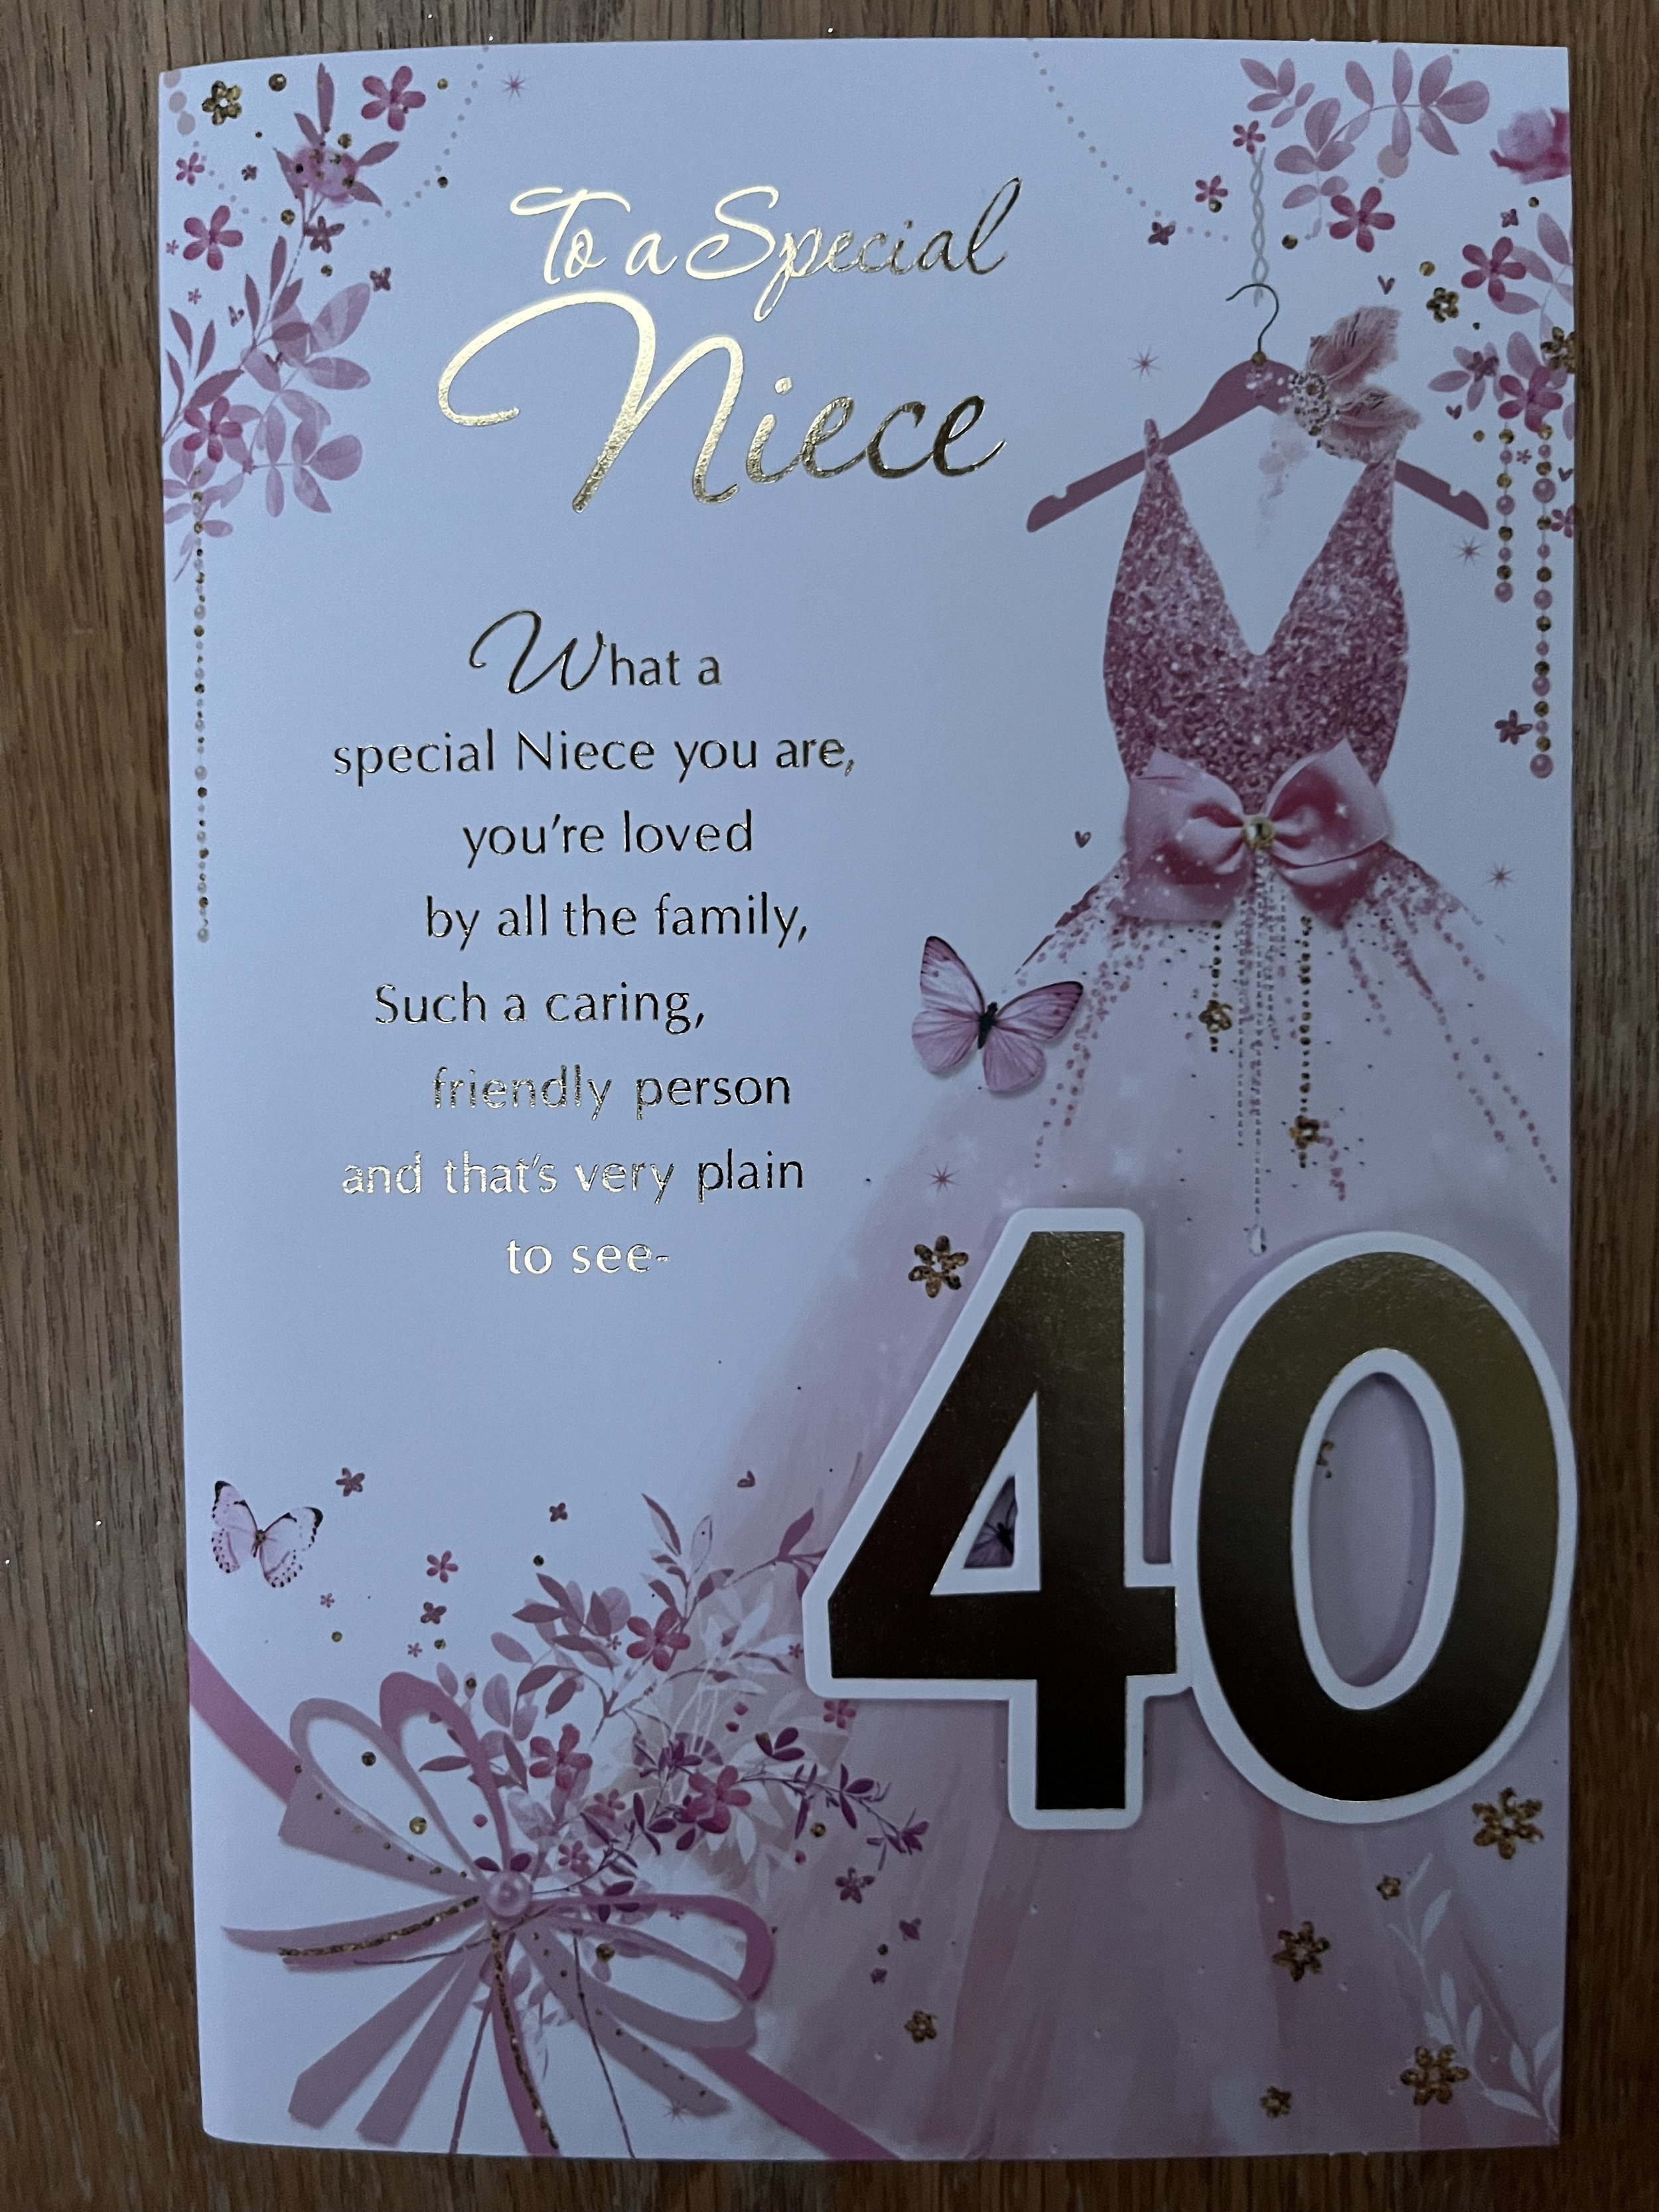 To a Special
Niece
What a
special Niece you are,
you're loved
by all the family,
Such a caring,
friendly person
and that's very plain
to see-
40